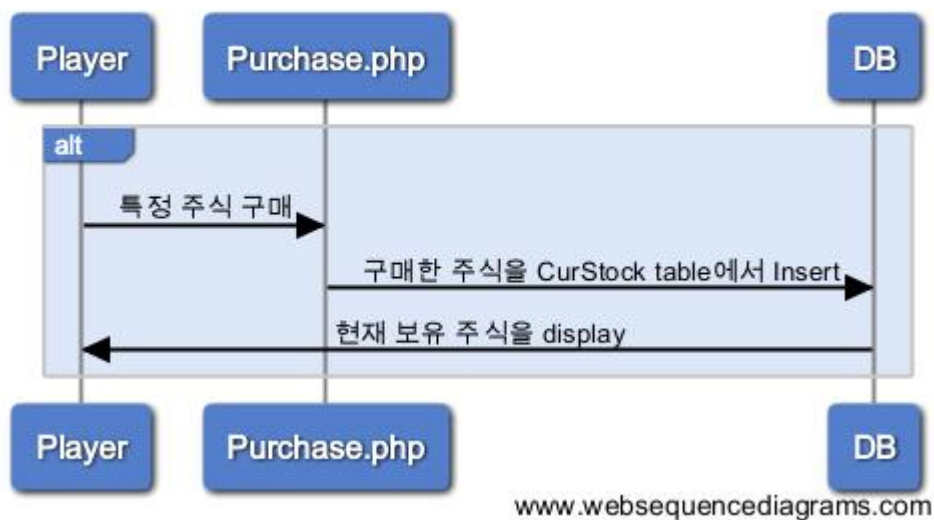 Player
Purchase.php
DB
alt
특정 주식 구매
구매한 주식을 CurStock table에서 Insert
현재 보유 주식을 display
Player
Purchase.php
DB
www.websequencediagrams.com